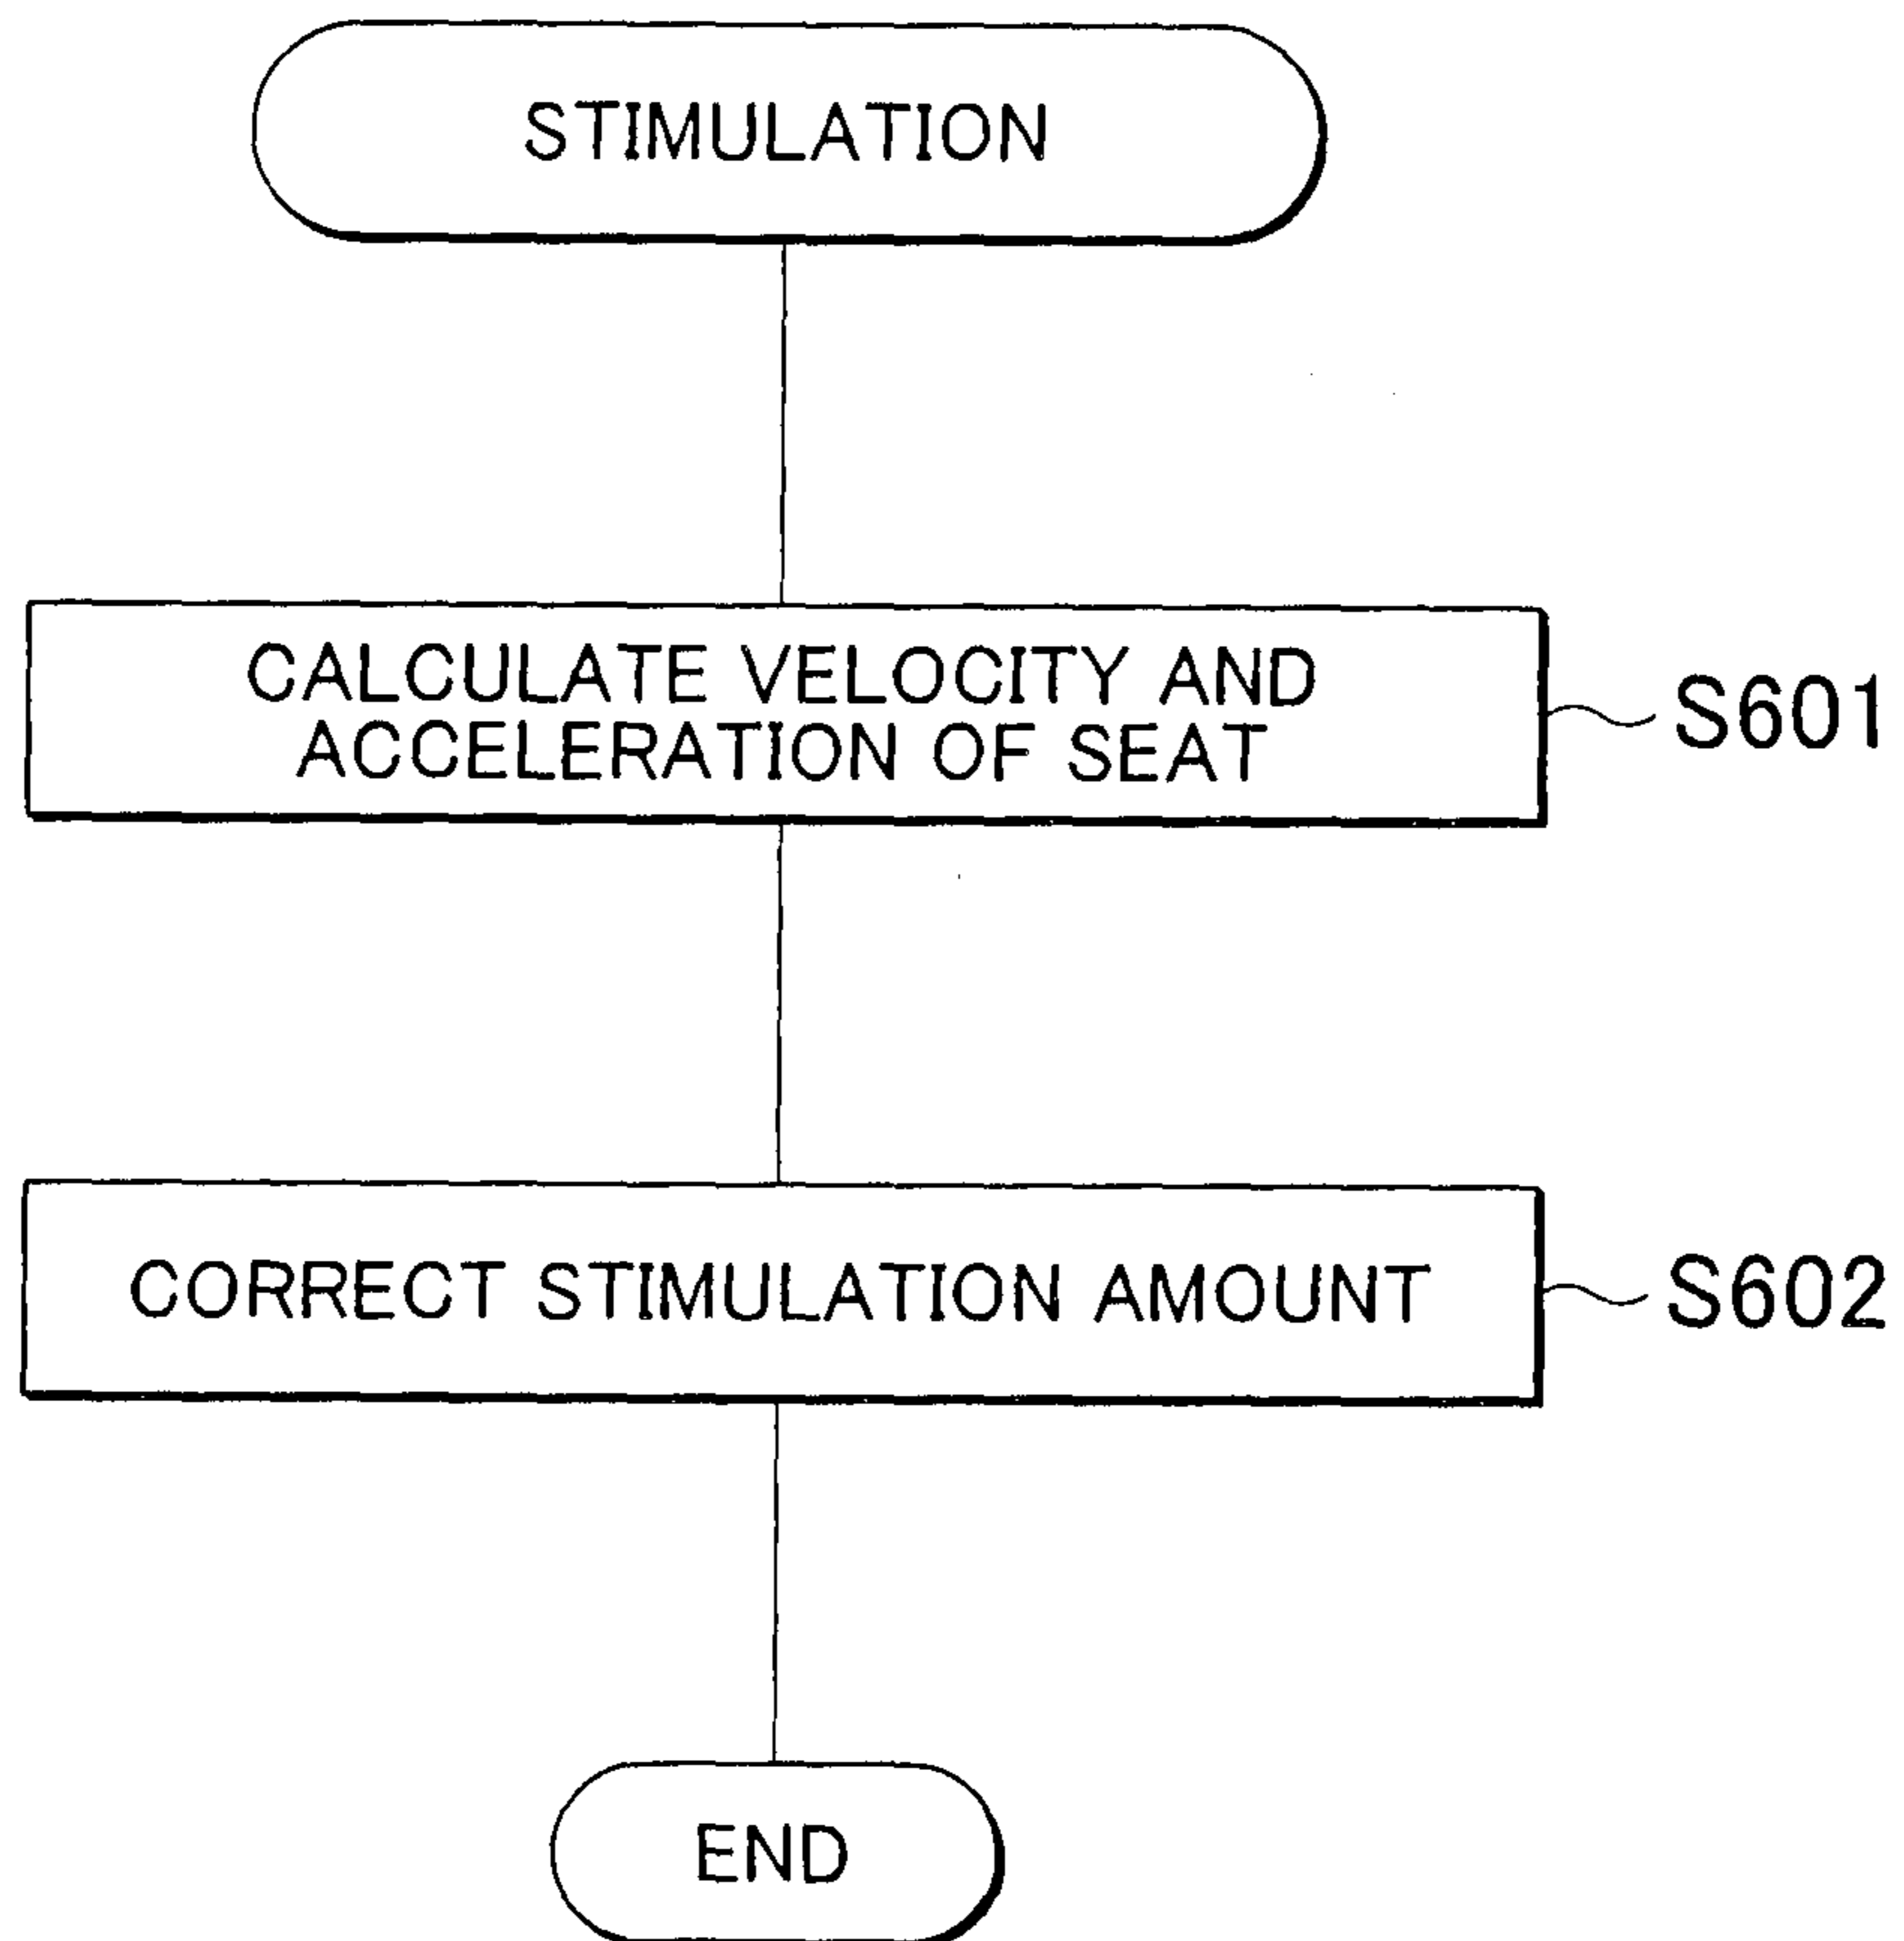 STIMULATION
CALCULATE VELOCITY AND
ACCELERATION OF SEAT
S601
CORRECT STIMULATION AMOUNT
S602
END